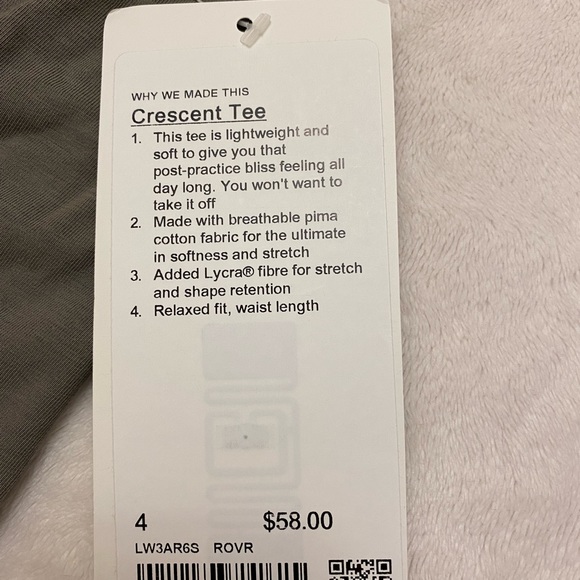 WHY WE MADE THIS
Crescent Tee
1. This tee is lightweight and
soft to give you that
post-practice bliss feeling all
day long. You won't want to
take it off
2. Made with breathable pima
cotton fabric for the ultimate
in softness and stretch
3. Added Lycra® fibre for stretch
and shape retention
4. Relaxed fit, waist length
4 $58.00
LW3AR6S ROVR